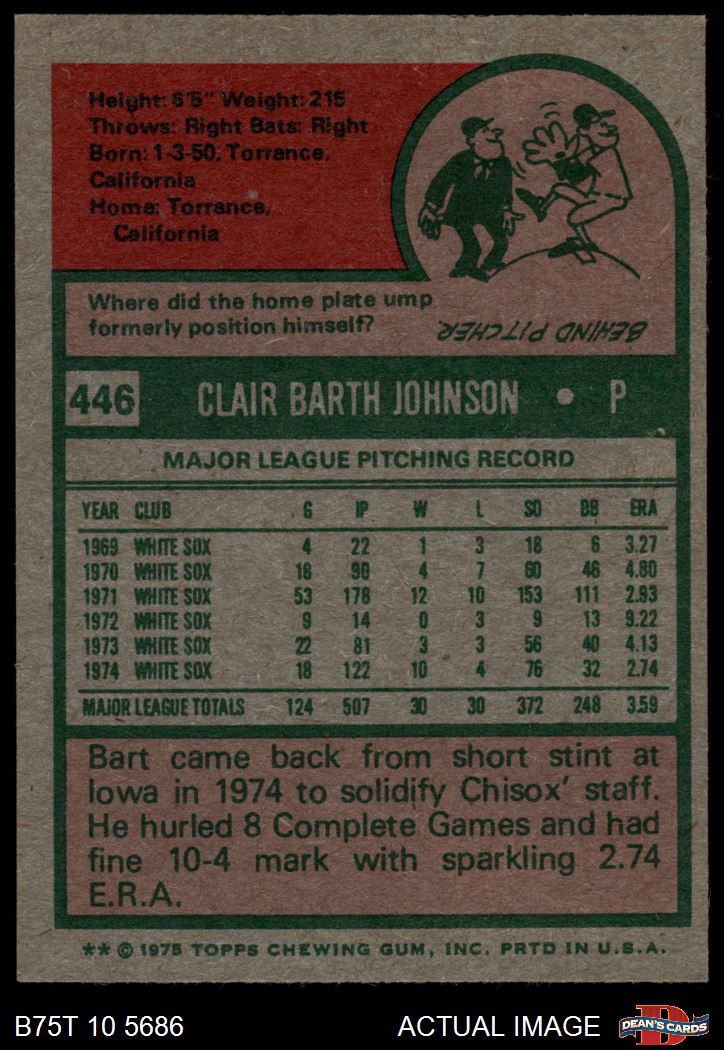 Height: 6'5" Weight: 215
Throws: Right Bats: Right
Born: 1-3-50, Torrance,
California
Home: Torrance,
California
Where did the home plate ump
formerly position himself?
BEHIND PITCHER.
446 CLAIR BARTH JOHNSON • P
MAJOR LEAGUE PITCHING RECORD
YEAR CLUB G IP W L SO BB ERA
1969 WHITE SOX 4 22 1 3 18 6 3.27
1970 WHITE SOX 18 90 4 7 60 46 4.80
1971 WHITE SOX 53 178 12 10 153 111 2.93
1972 WHITE SOX 9 14 0 3 9 13 9.22
1973 WHITE SOX 22 81 3 3 56 40 4.13
1974 WHITE SOX 18 122 10 4 76 32 2.74
MAJOR LEAGUE TOTALS 124 507 30 30 372 248 3.59
Bart came back from short stint at
Iowa in 1974 to solidify Chisox' staff.
He hurled 8 Complete Games and had
fine 10-4 mark with sparkling 2.74
E.R.A.
** © 1975 TOPPS CHEWING GUM, INC. PRTD IN U.S.A.
B75T 10 5686 ACTUAL IMAGE D DEAN'S CARDS